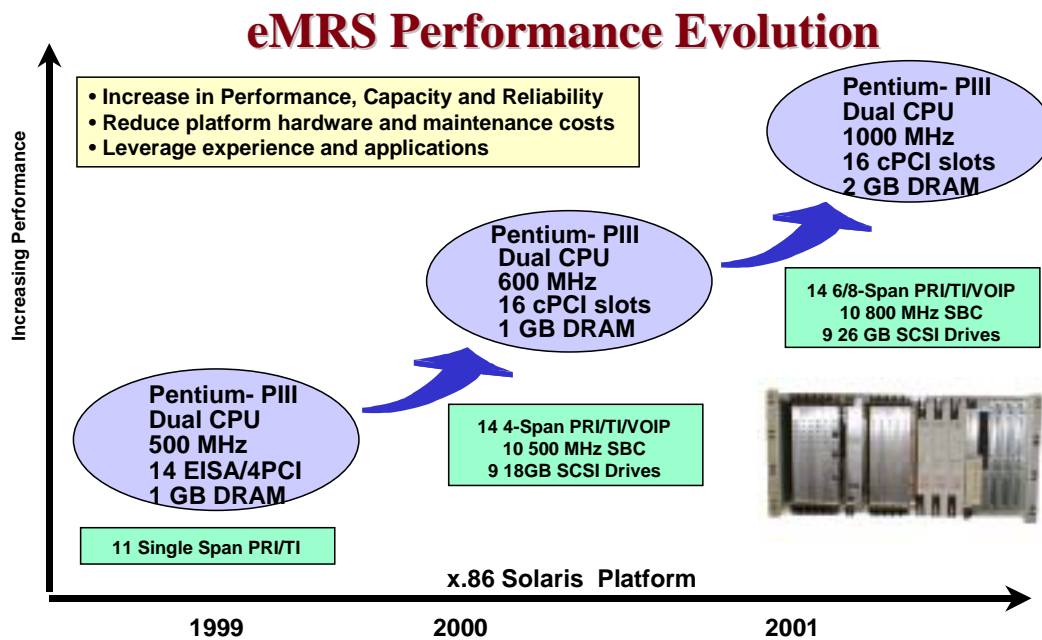 eMRS Performance Evolution
• Increase in Performance, Capacity and Reliability
• Reduce platform hardware and maintenance costs
• Leverage experience and applications
Pentium- PIII
Dual CPU
1000 MHz
16 cPCI slots
2 GB DRAM
Increasing Performance
Pentium- PIII
Dual CPU
600 MHz
16 cPCI slots
1 GB DRAM
14 6/8-Span PRI/TI/VOIP
10 800 MHz SBC
9 26 GB SCSI Drives
Pentium- PIII
Dual CPU
500 MHz
14 EISA/4PCI
1 GB DRAM
14 4-Span PRI/TI/VOIP
10 500 MHz SBC
9 18GB SCSI Drives
11 Single Span PRI/TI
x.86 Solaris Platform
1999
2000
2001